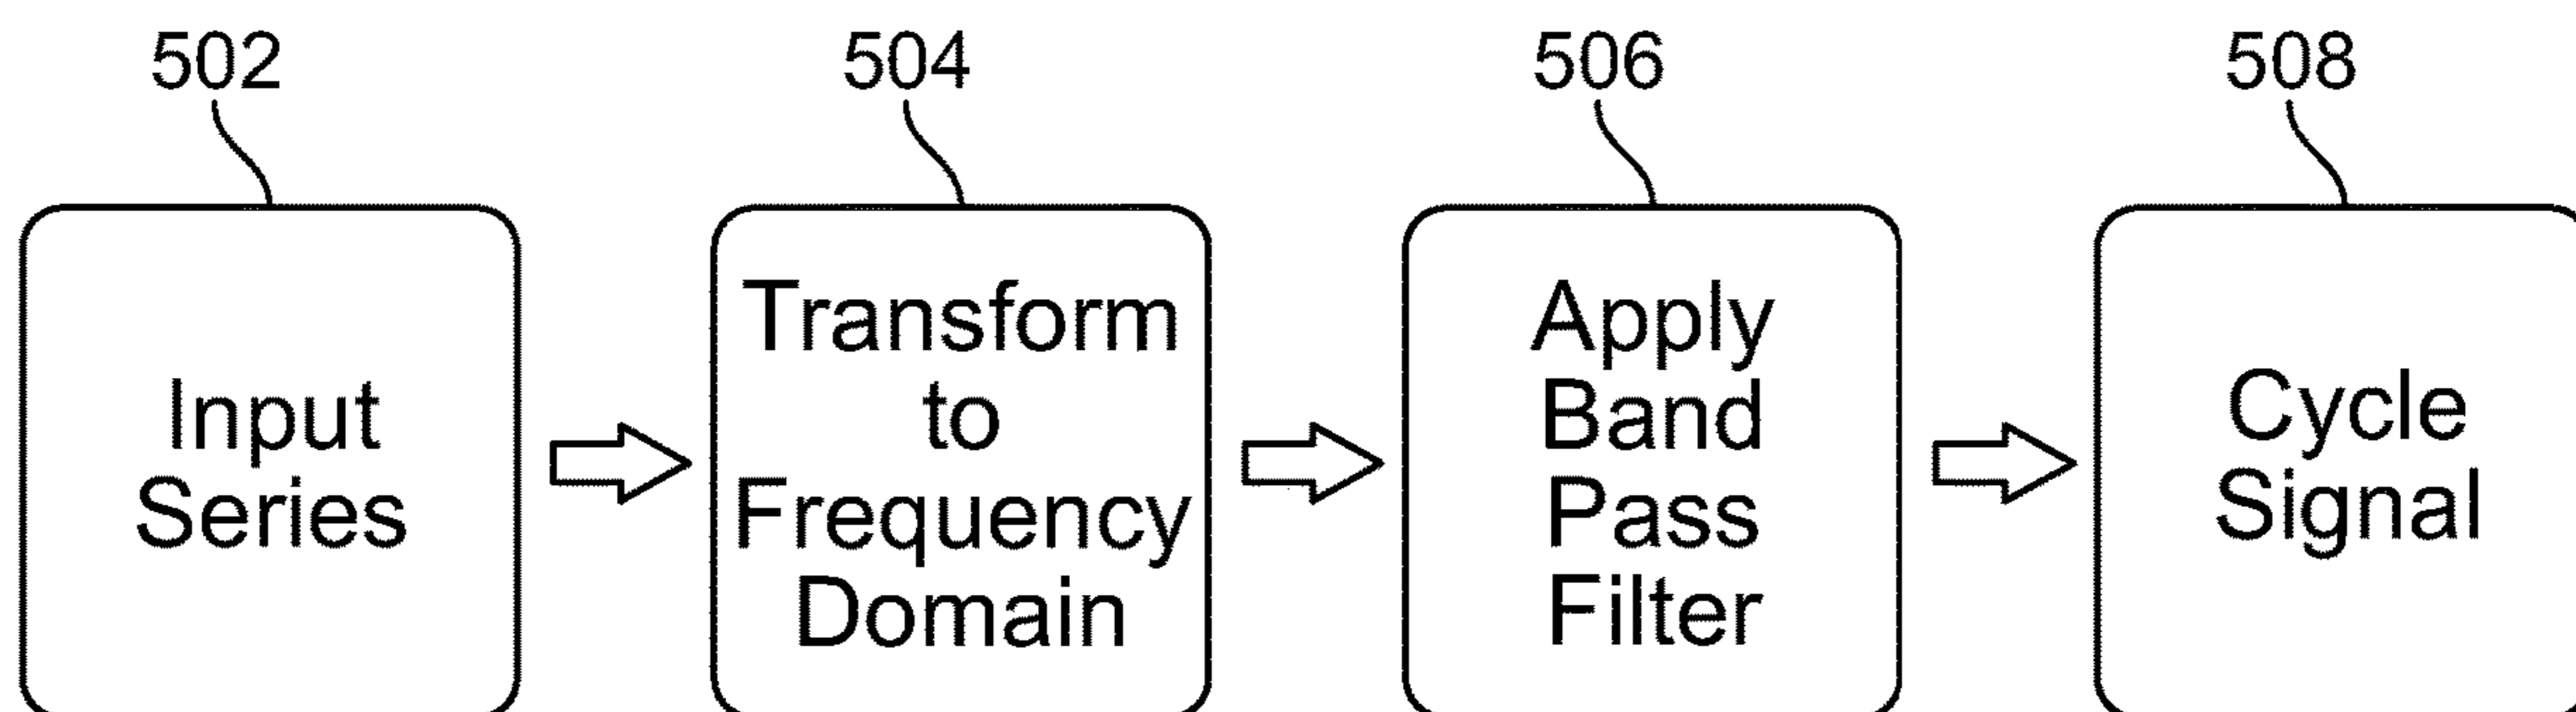 502
504
506
508
Input
Series
Transform
to
Frequency
Domain
Apply
Band
Pass
Filter
Cycle
Signal